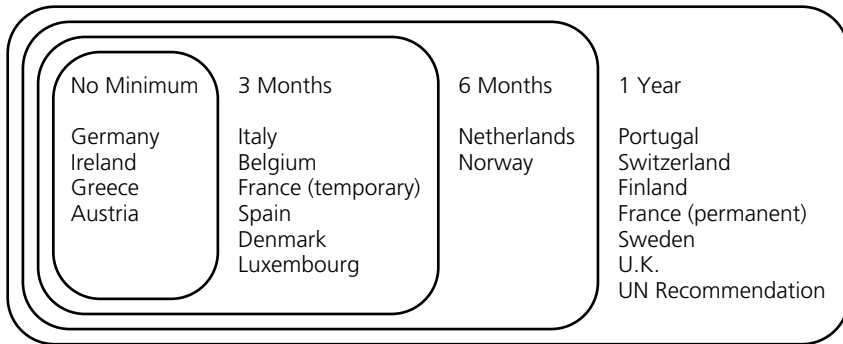 No Minimum
Germany
Ireland
Greece
Austria
3 Months
Italy
Belgium
France (temporary)
Spain
Denmark
Luxembourg
6 Months
Netherlands
Norway
1 Year
Portugal
Switzerland
Finland
France (permanent)
Sweden
U.K.
UN Recommendation